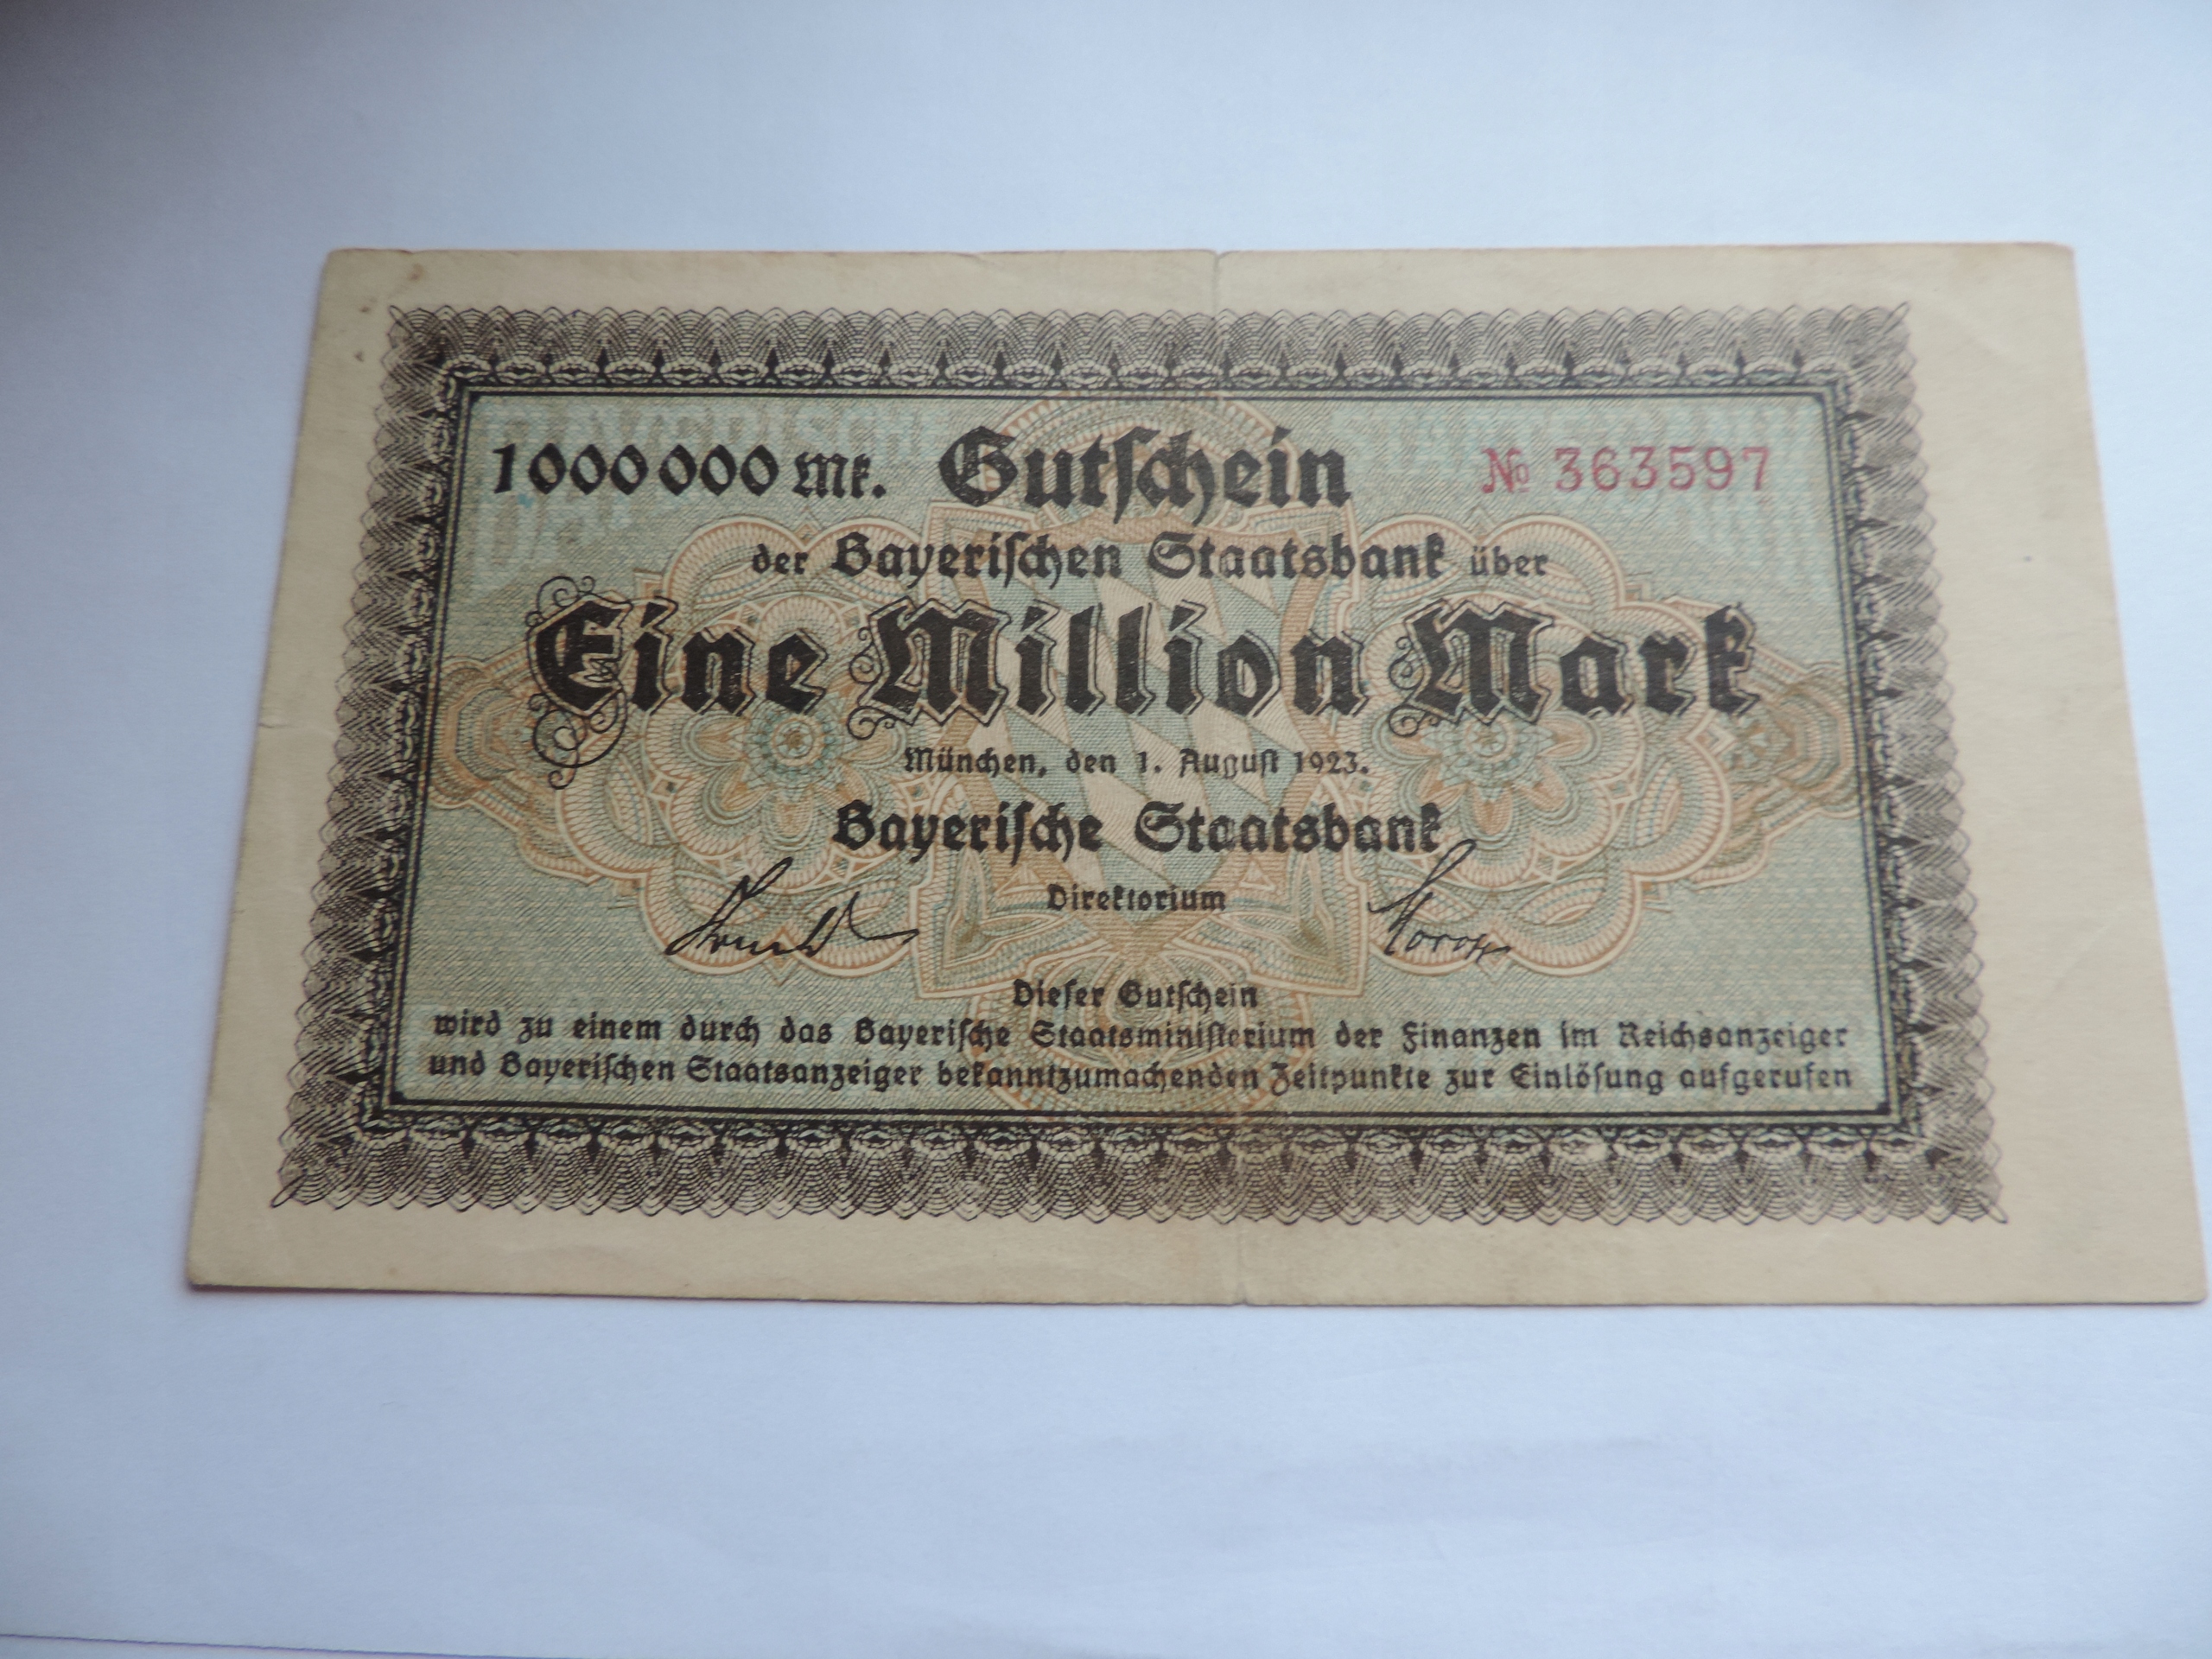 1000000 Mk. Gutschein № 363597
der Bayerischen Staatsbank über
Eine Million Mark
München, den 1. August 1923.
Bayerische Staatsbank
Direktorium
Dieser Gutschein
wird zu einem durch das Bayerische Staatsministerium der Finanzen im Reichsanzeiger
und Bayerischen Staatsanzeiger bekanntzumachenden Zeitpunkte zur Einlösung aufgerufen